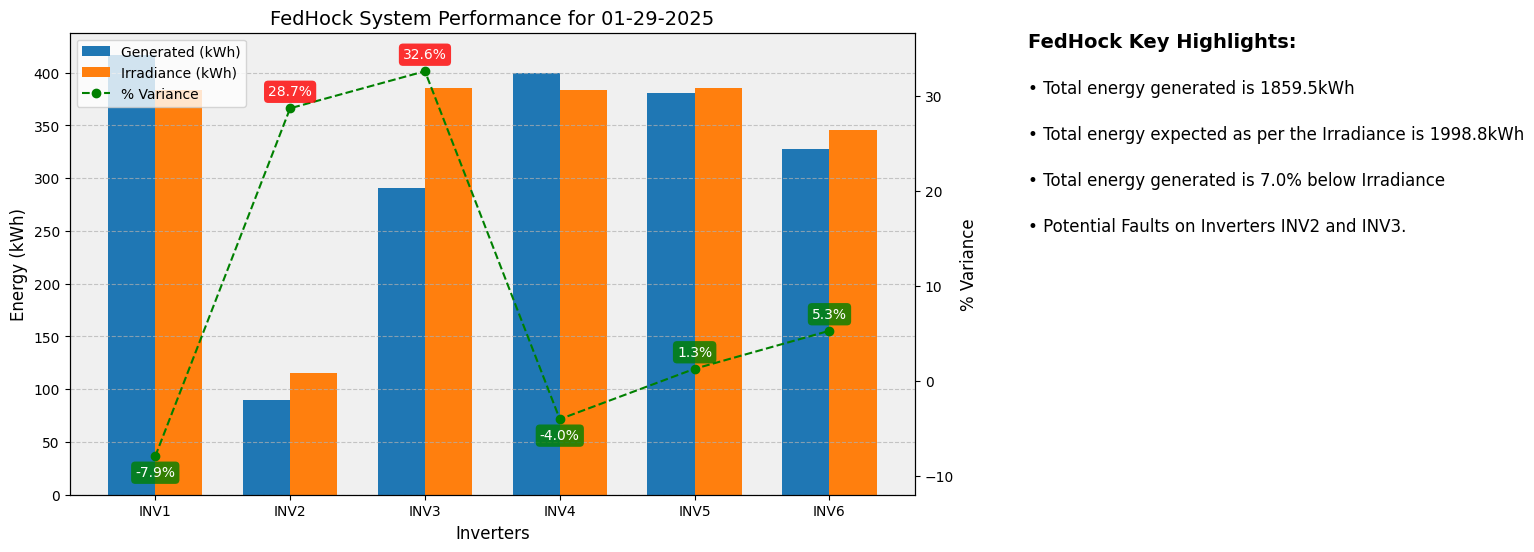 FedHock System Performance for 01-29-2025
Generated (kWh)
Irradiance (kWh)
% Variance
Energy (kWh)
400
350
300
250
200
150
100
50
0
-7.9%
28.7%
32.6%
-4.0%
1.3%
5.3%
30
20
10
0
−10
% Variance
INV1
INV2
INV3
INV4
INV5
INV6
Inverters
FedHock Key Highlights:
• Total energy generated is 1859.5kWh
• Total energy expected as per the Irradiance is 1998.8kWh
• Total energy generated is 7.0% below Irradiance
• Potential Faults on Inverters INV2 and INV3.